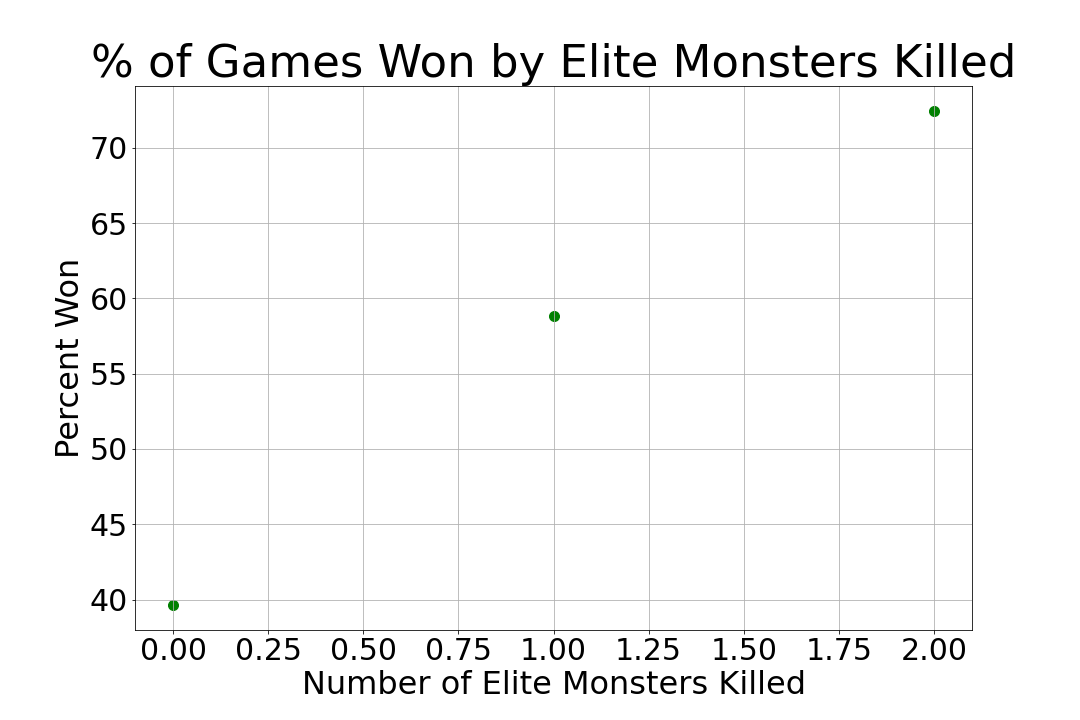 % of Games Won by Elite Monsters Killed
Percent Won
70
65
60
55
50
45
40
0.00 0.25 0.50 0.75 1.00 1.25 1.50 1.75 2.00
Number of Elite Monsters Killed